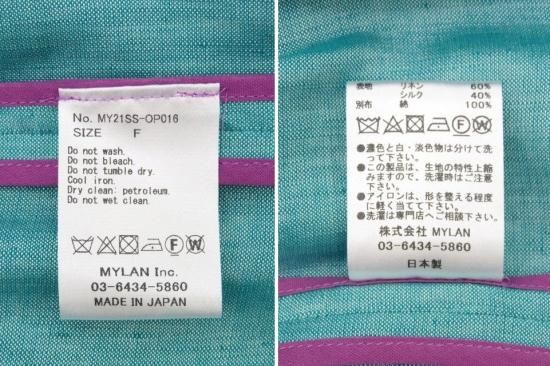 No. MY21SS-OP016
SIZE F
Do not wash.
Do not bleach.
Do not tumble dry.
Cool iron.
Dry clean: petroleum.
Do not wet clean.
F W
MYLAN Inc.
03-6434-5860
MADE IN JAPAN
表地 リネン 60%
シルク 40%
別布 綿 100%
F W
●濃色と白・淡色物は分けて洗
って下さい。
●この製品は、生地の特性上縮
みますので、洗濯時はご注意
下さい。
●アイロンは、形を整える程度
に軽く当てて下さい。
●洗濯は専門店へご相談下さい。
株式会社 MYLAN
03-6434-5860
日本製